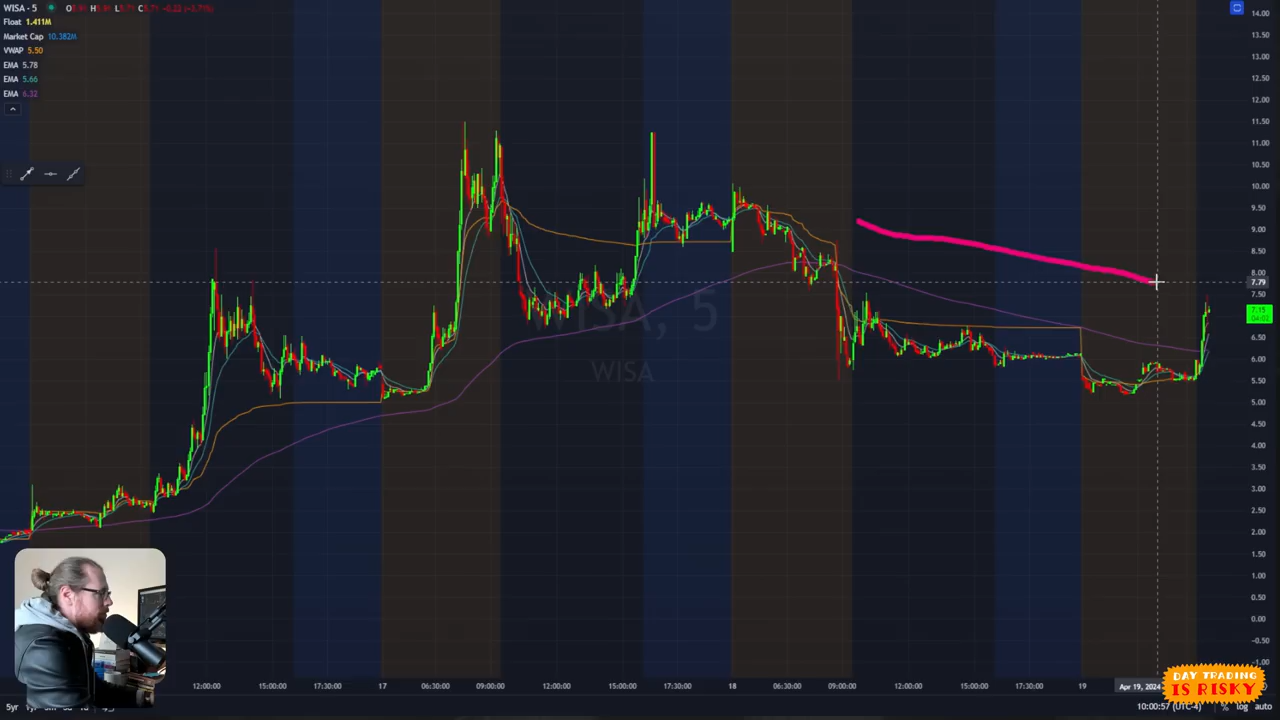 WISA - 5
Float 1.411M
Market Cap 10.382M
VWAP 5.50
EMA 5.78
EMA 5.66
EMA 6.32
14.00
13.50
13.00
12.50
12.00
11.50
11.00
10.50
10.00
9.50
9.00
8.50
8.00
7.79
7.50
7.15
04:02
6.50
6.00
5.50
5.00
4.50
4.00
3.50
3.00
2.50
2.00
1.50
1.00
0.50
0.00
−0.50
−1.00
WISA, 5
WISA
12:00:00 15:00:00 17:30:00 17 06:30:00 09:00:00 12:00:00 15:00:00 17:30:00 18 06:30:00 09:00:00 12:00:00 15:00:00 17:30:00 19 Apr 19, 2024
5yr
10:00:57 (UTC-4) % log auto
DAY TRADING
IS RISKY